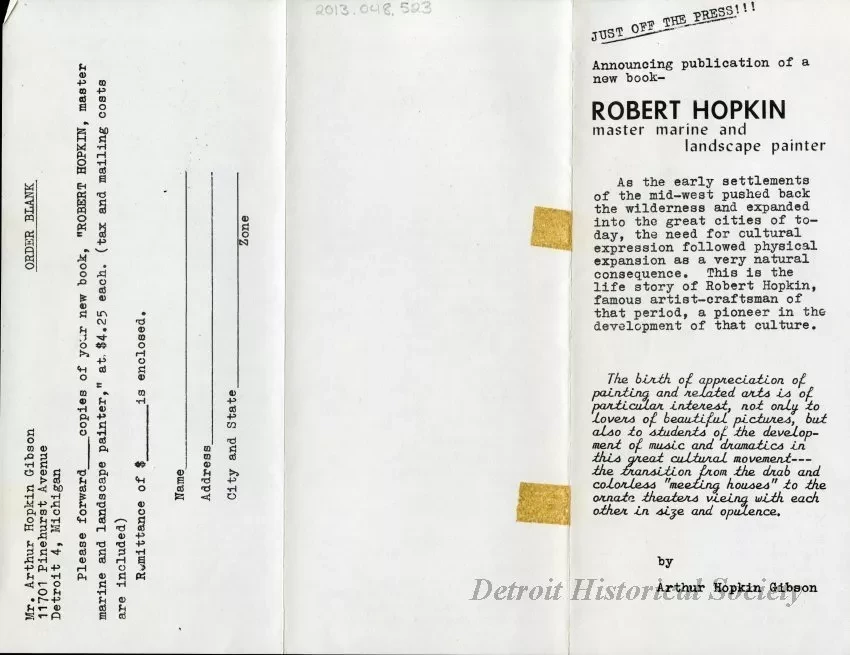 2013.048.523
ORDER BLANK
Mr. Arthur Hopkin Gibson
11701 Pinehurst Avenue
Detroit 4, Michigan
Please forward____copies of your new book, "ROBERT HOPKIN, master
marine and landscape painter," at $4.25 each. (tax and mailing costs
are included)
Remittance of $______is enclosed.
Name
Address
City and State
Zone
JUST OFF THE PRESS!!!
Announcing publication of a
new book-
ROBERT HOPKIN
master marine and
landscape painter
As the early settlements
of the mid-west pushed back
the wilderness and expanded
into the great cities of to-
day, the need for cultural
expression followed physical
expansion as a very natural
consequence. This is the
life story of Robert Hopkin,
famous artist-craftsman of
that period, a pioneer in the
development of that culture.
The birth of appreciation of
painting and related arts is of
particular interest, not only to
lovers of beautiful pictures, but
also to students of the develop-
ment of music and dramatics in
this great cultural movement---
the transition from the drab and
colorless "meeting houses" to the
ornate theaters vieing with each
other in size and opulence.
by
Arthur Hopkin Gibson
Detroit Historical Society